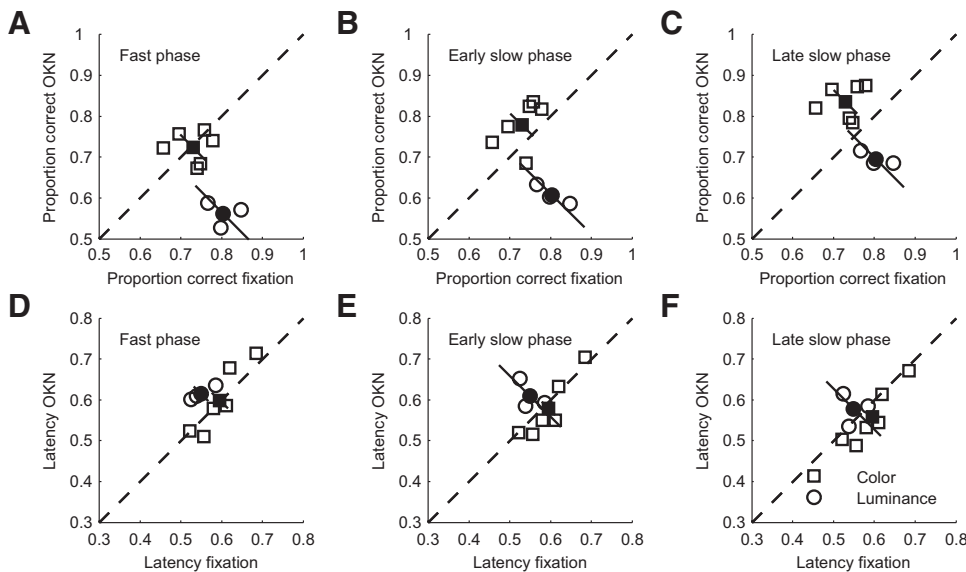 A
Fast phase
Proportion correct OKN
1
0.9
0.8
0.7
0.6
0.5
0.5 0.6 0.7 0.8 0.9 1
Proportion correct fixation
B
Early slow phase
Proportion correct OKN
1
0.9
0.8
0.7
0.6
0.5
0.5 0.6 0.7 0.8 0.9 1
Proportion correct fixation
C
Late slow phase
Proportion correct OKN
1
0.9
0.8
0.7
0.6
0.5
0.5 0.6 0.7 0.8 0.9 1
Proportion correct fixation
D
Fast phase
Latency OKN
0.8
0.7
0.6
0.5
0.4
0.3
0.3 0.4 0.5 0.6 0.7 0.8
Latency fixation
E
Early slow phase
Latency OKN
0.8
0.7
0.6
0.5
0.4
0.3
0.3 0.4 0.5 0.6 0.7 0.8
Latency fixation
F
Late slow phase
Latency OKN
0.8
0.7
0.6
0.5
0.4
0.3
0.3 0.4 0.5 0.6 0.7 0.8
Latency fixation
Color
Luminance